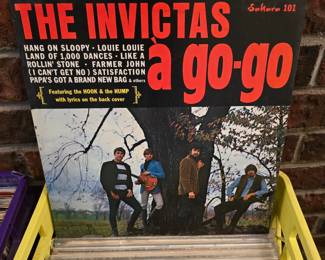 THE INVICTAS
Sahara 101
HANG ON SLOOPY · LOUIE LOUIE
LAND OF 1,000 DANCES · LIKE A
ROLLIN' STONE · FARMER JOHN
(I CAN'T GET NO) SATISFACTION
PAPA'S GOT A BRAND NEW BAG & others
à go-go
Featuring the HOOK & the HUMP
with lyrics on the back cover